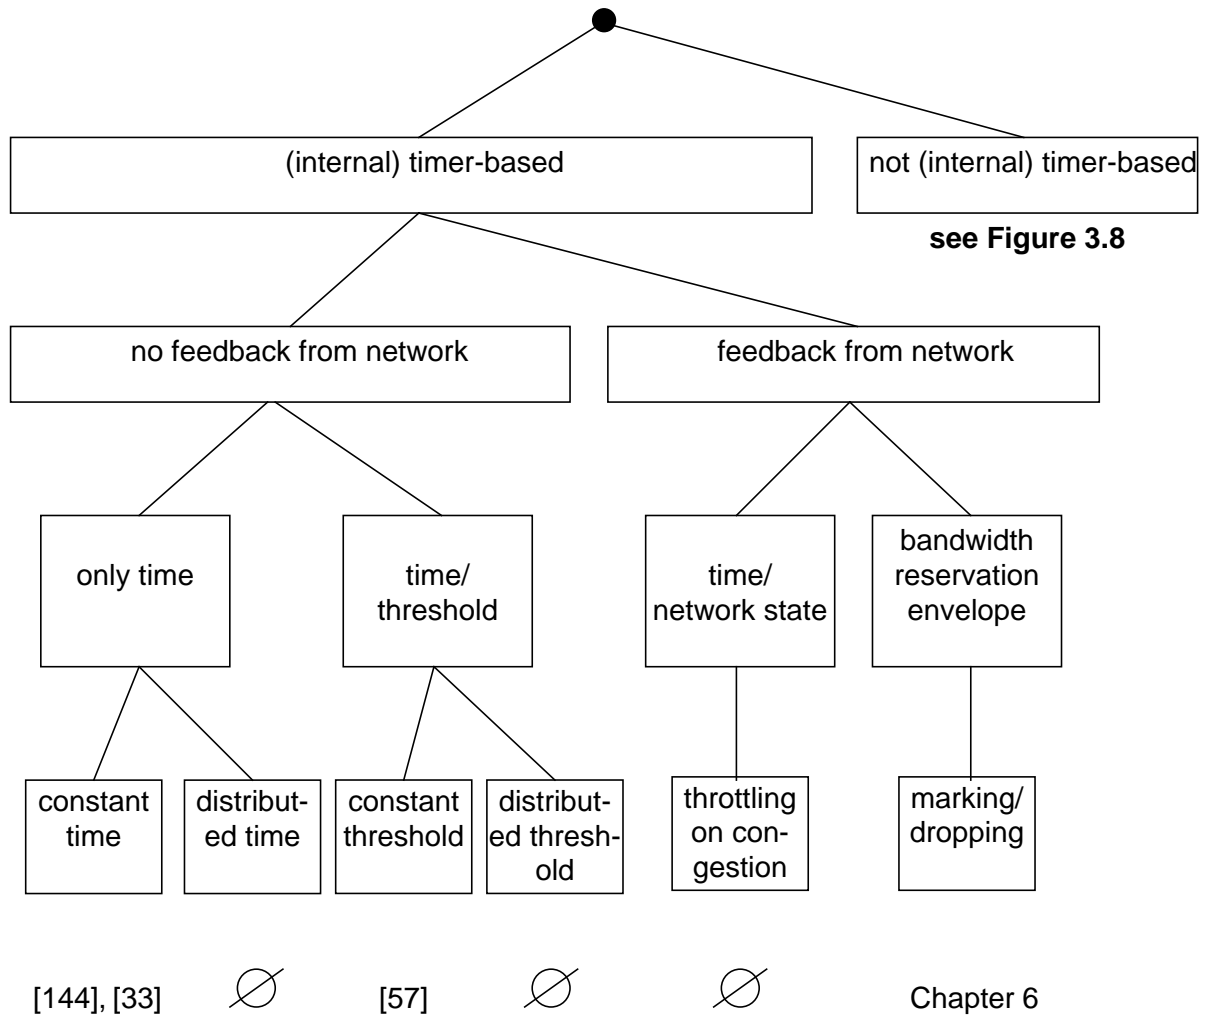 (internal) timer-based
not (internal) timer-based
see Figure 3.8
no feedback from network
feedback from network
only time
time/
threshold
time/
network state
bandwidth
reservation
envelope
constant
time
distribut-
ed time
constant
threshold
distribut-
ed thresh-
old
throttling
on con-
gestion
marking/
dropping
[144], [33]
∅
[57]
∅
∅
Chapter 6